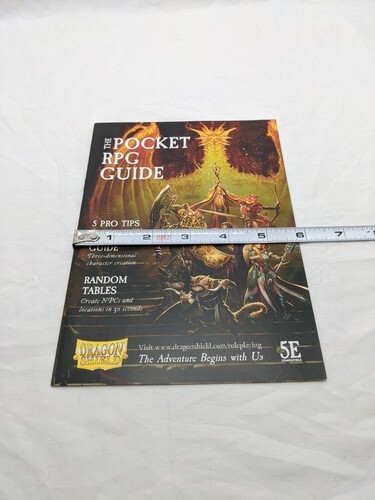 THE POCKET
RPG
GUIDE
5 PRO TIPS
1 2 3 4 5 6 7
GUIDE
Three-dimensional
character creation
RANDOM
TABLES
Create NPCs and
locations in 30 seconds
DRAGON
SHIELD
Visit www.dragonshield.com/roleplaying
The Adventure Begins with Us
5E
COMPATIBLE